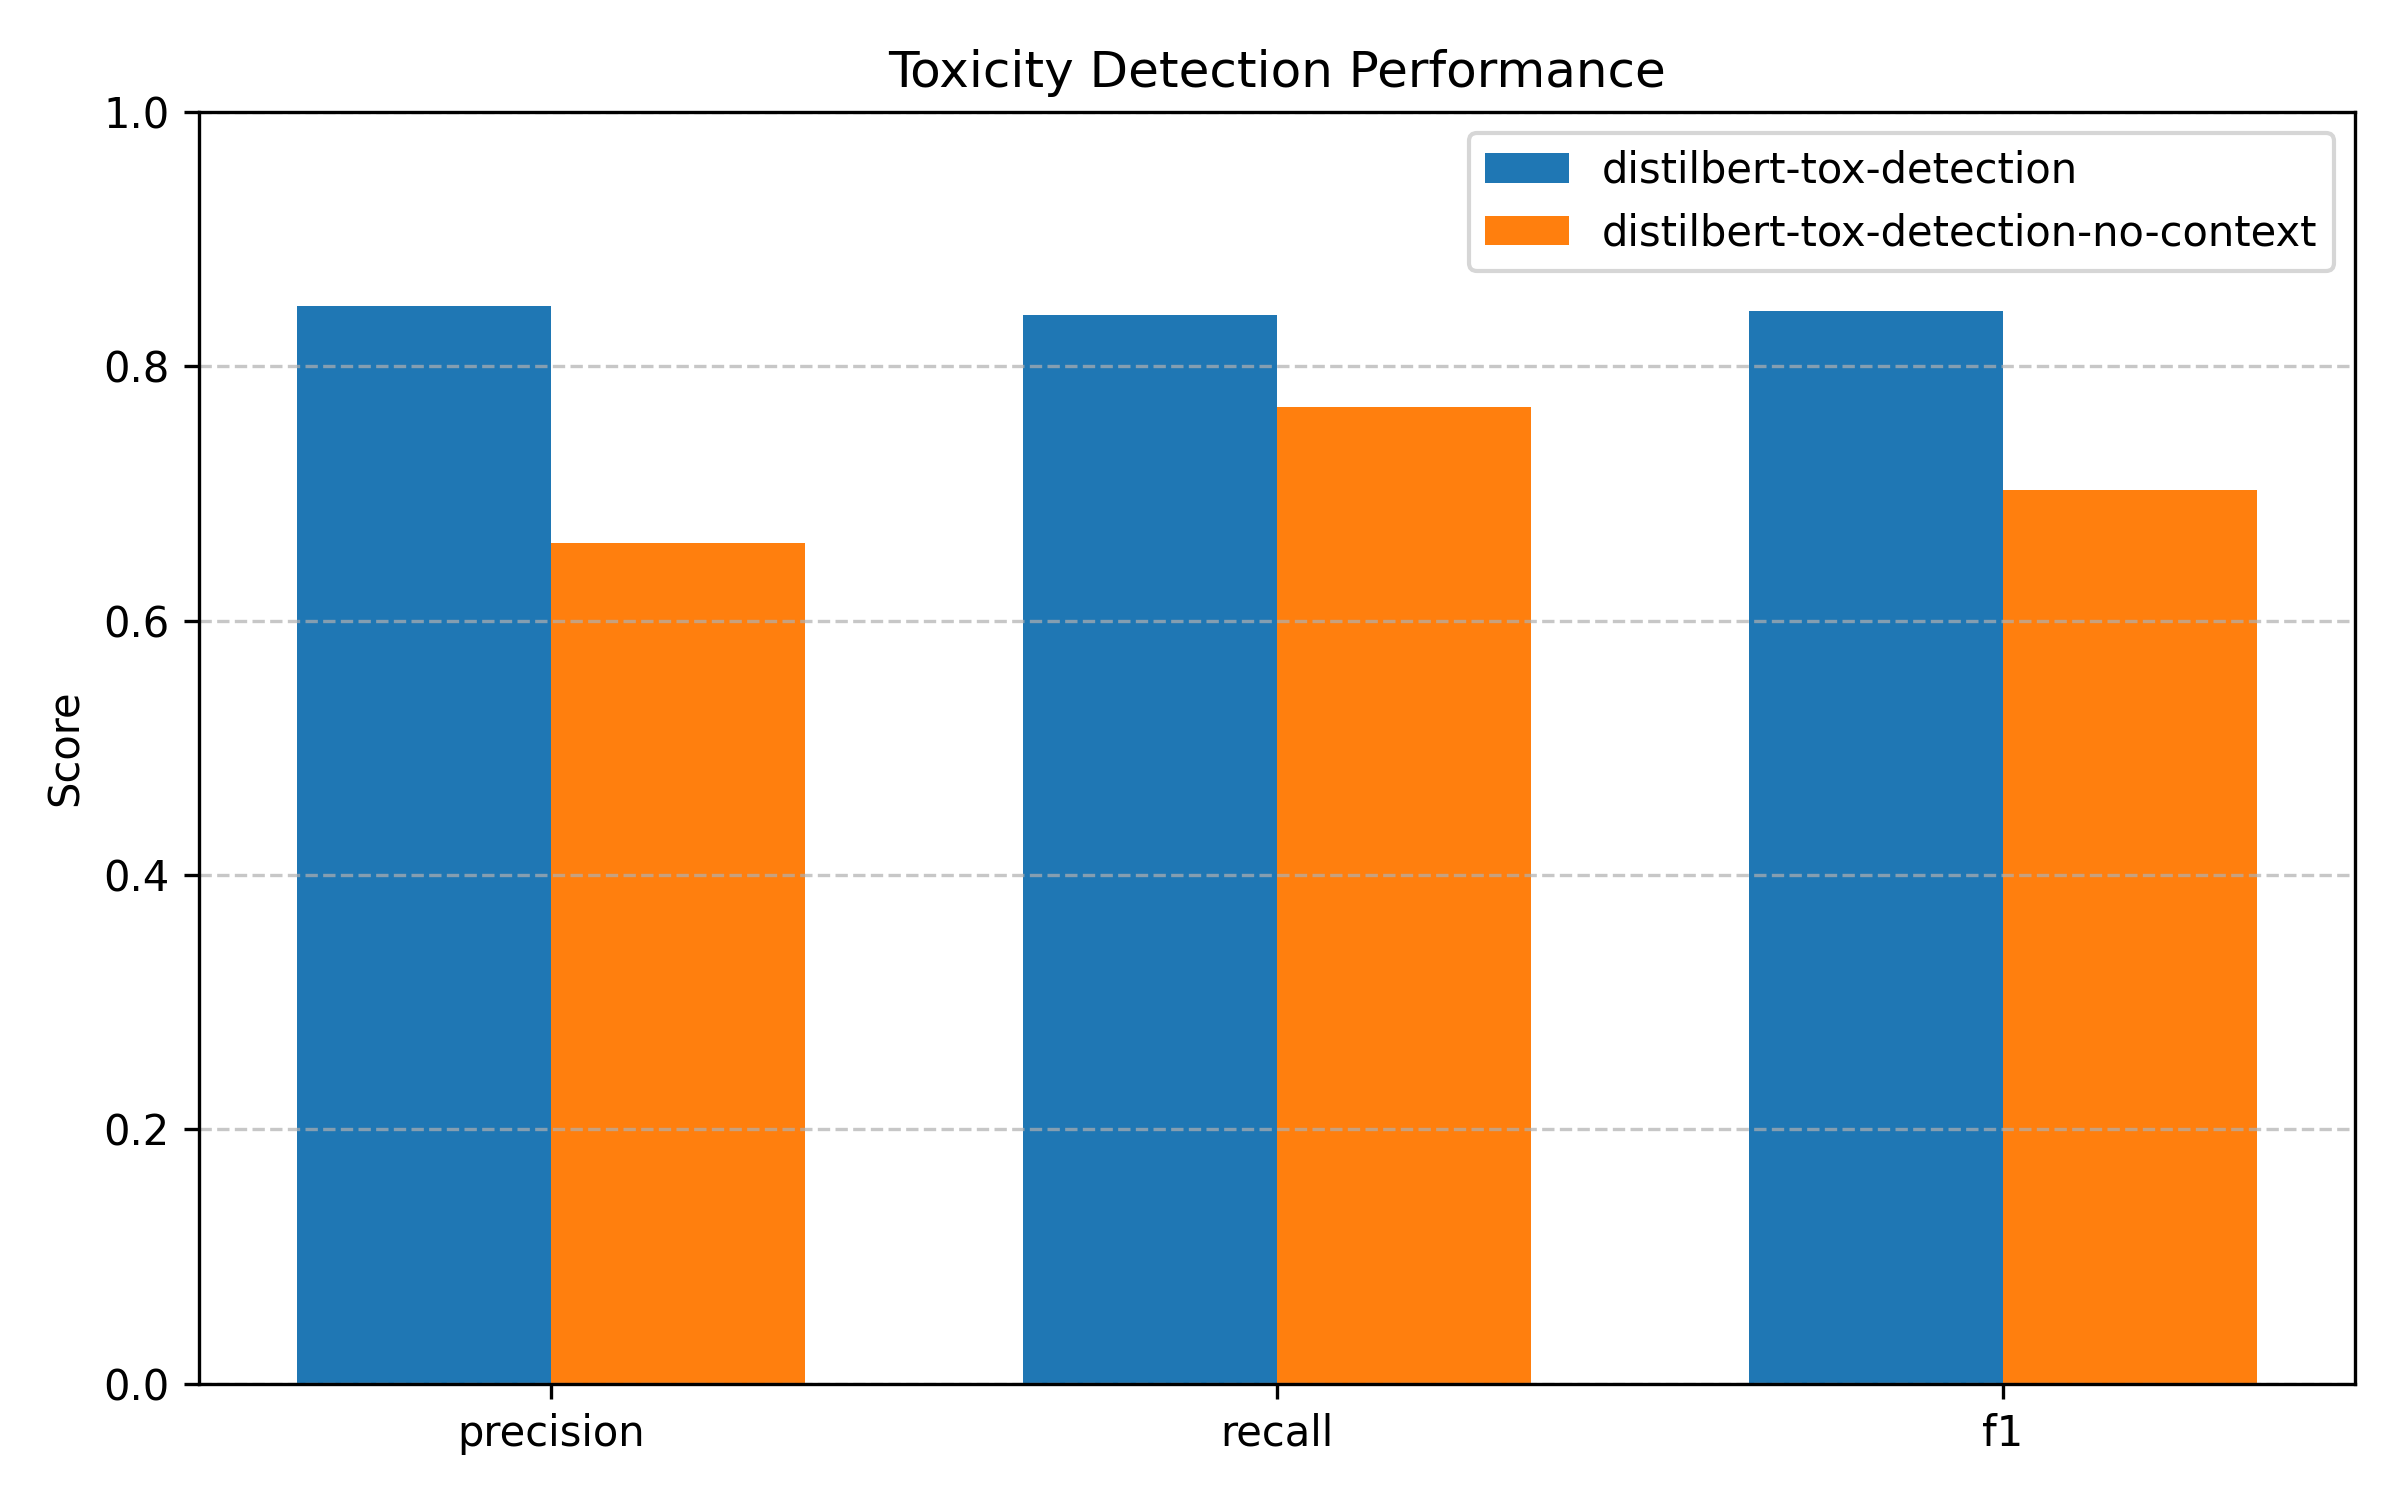 Toxicity Detection Performance
distilbert-tox-detection
distilbert-tox-detection-no-context
Score
1.0
0.8
0.6
0.4
0.2
0.0
precision
recall
f1